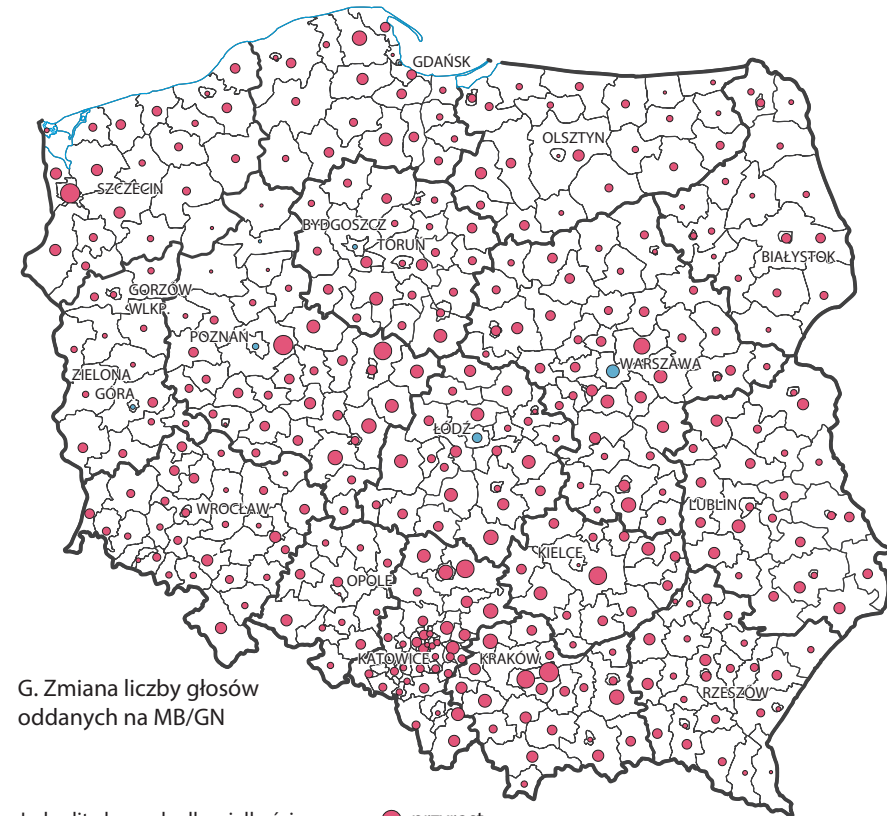 GDAŃSK
OLSZTYN
SZCZECIN
BYDGOSZCZ
TORUŃ
BIAŁYSTOK
GORZÓW
WLKP.
POZNAŃ
WARSZAWA
ZIELONA
GÓRA
ŁÓDŹ
WROCŁAW
LUBLIN
KIELCE
OPOLE
KATOWICE
KRAKÓW
RZESZÓW
G. Zmiana liczby głosów
oddanych na MB/GN